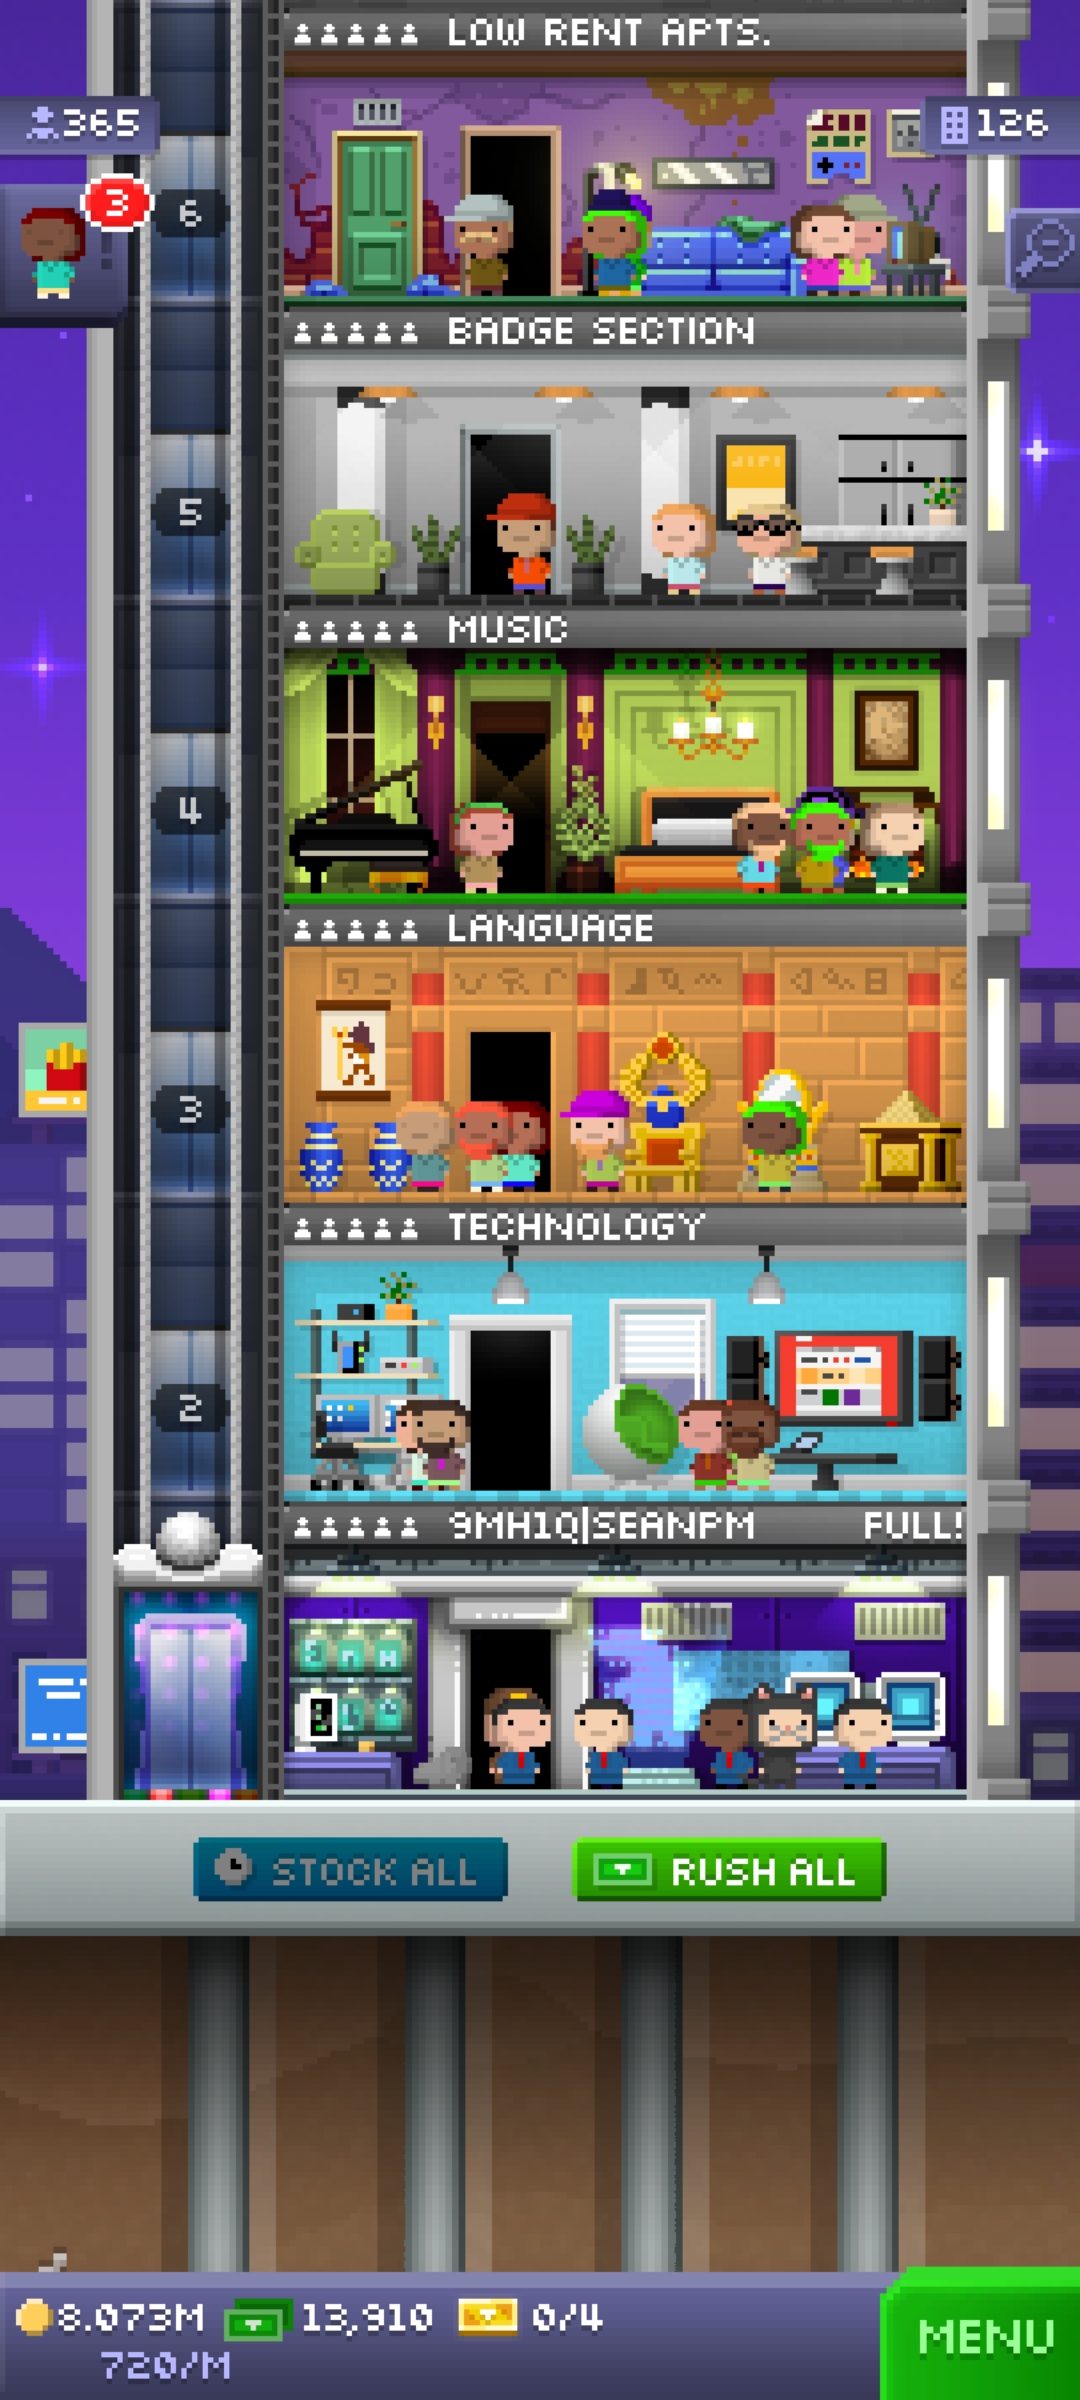 LOW RENT APTS.
365
126
3
6
BADGE SECTION
5
MUSIC
4
LANGUAGE
3
TECHNOLOGY
2
9MH1Q|SEANPM FULL!
STOCK ALL
RUSH ALL
8.073M 13,910 0/4
720/M
MENU